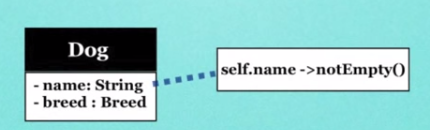 Dog
- name: String
- breed : Breed
self.name ->notEmpty()